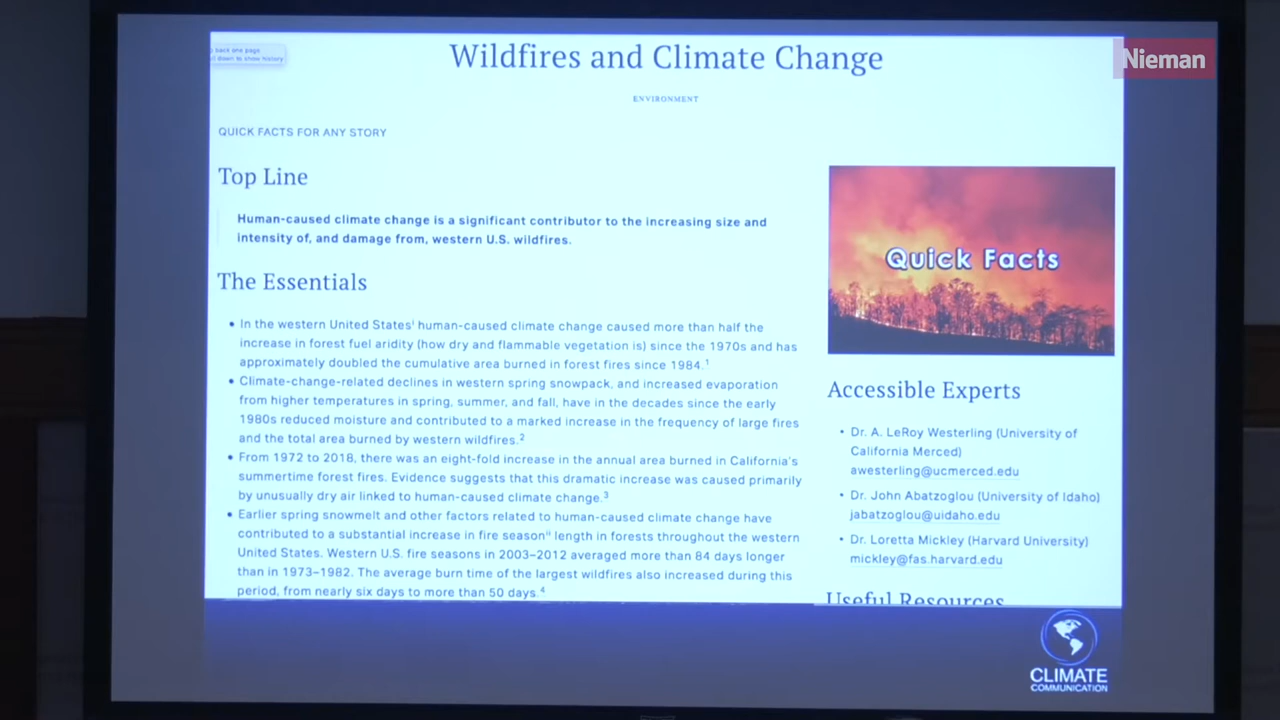 back one page
down to show history
Nieman
Wildfires and Climate Change
ENVIRONMENT
QUICK FACTS FOR ANY STORY
Top Line
Human-caused climate change is a significant contributor to the increasing size and
intensity of, and damage from, western U.S. wildfires.
The Essentials
• In the western United Statesⁱ human-caused climate change caused more than half the
increase in forest fuel aridity (how dry and flammable vegetation is) since the 1970s and has
approximately doubled the cumulative area burned in forest fires since 1984.¹
• Climate-change-related declines in western spring snowpack, and increased evaporation
from higher temperatures in spring, summer, and fall, have in the decades since the early
1980s reduced moisture and contributed to a marked increase in the frequency of large fires
and the total area burned by western wildfires.²
• From 1972 to 2018, there was an eight-fold increase in the annual area burned in California's
summertime forest fires. Evidence suggests that this dramatic increase was caused primarily
by unusually dry air linked to human-caused climate change.³
• Earlier spring snowmelt and other factors related to human-caused climate change have
contributed to a substantial increase in fire seasonⁱⁱ length in forests throughout the western
United States. Western U.S. fire seasons in 2003–2012 averaged more than 84 days longer
than in 1973–1982. The average burn time of the largest wildfires also increased during this
period, from nearly six days to more than 50 days.⁴
Quick Facts
Accessible Experts
• Dr. A. LeRoy Westerling (University of
California Merced)
awesterling@ucmerced.edu
• Dr. John Abatzoglou (University of Idaho)
jabatzoglou@uidaho.edu
• Dr. Loretta Mickley (Harvard University)
mickley@fas.harvard.edu
Useful Resources
CLIMATE
COMMUNICATION